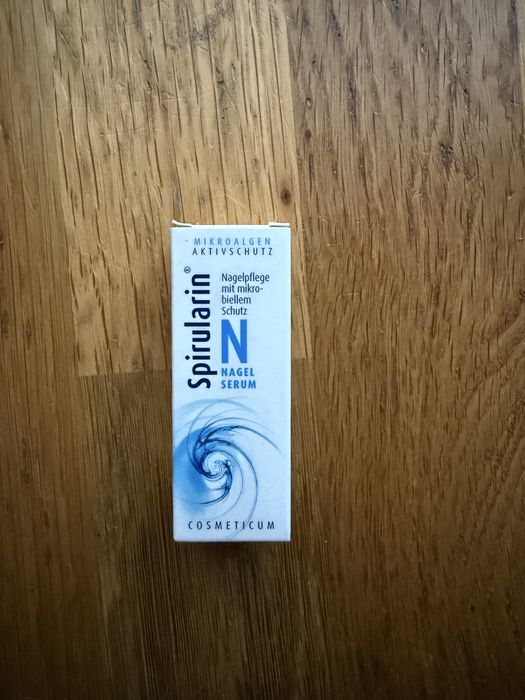 MIKROALGEN
AKTIVSCHUTZ
Spirularin®
Nagelpflege
mit mikro-
biellem
Schutz
N
NAGEL
SERUM
COSMETICUM